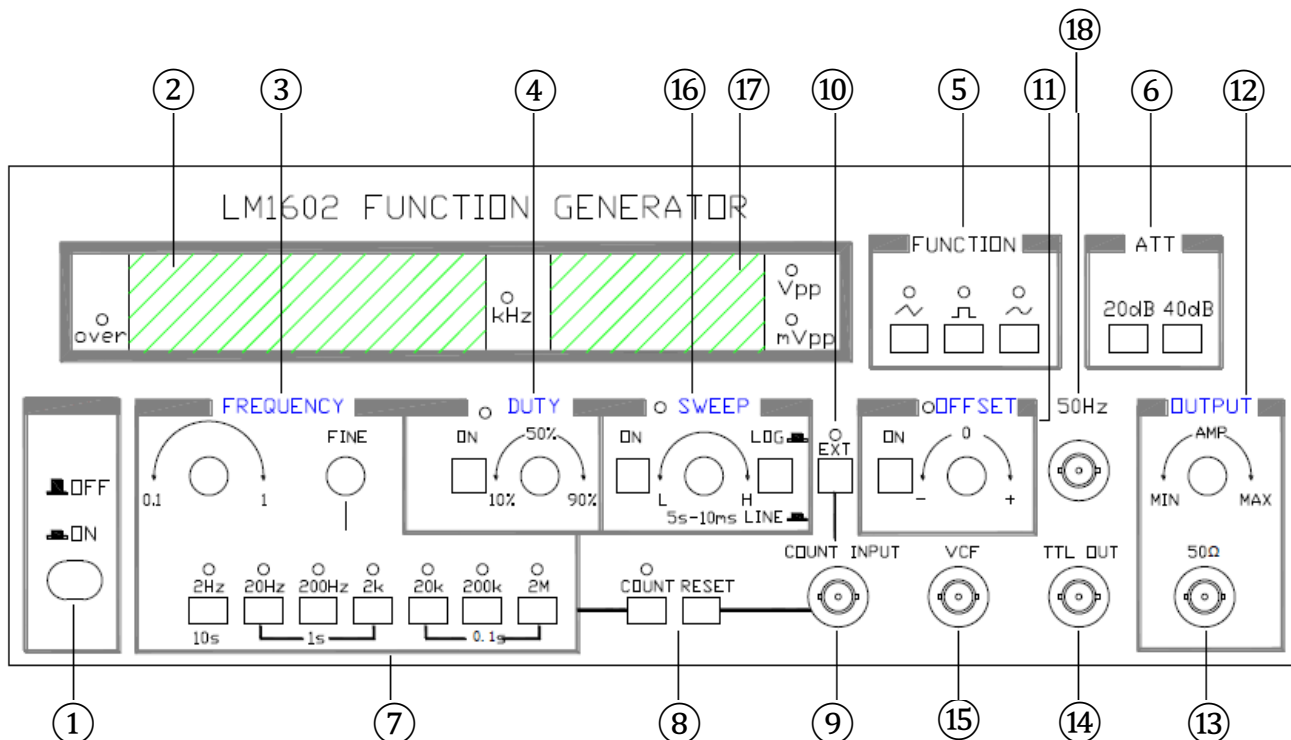 ⑱
② ③ ④ ⑯ ⑰ ⑩ ⑤ ⑪ ⑥ ⑫
LM1602 FUNCTION GENERATOR
over
kHz
Vpp
mVpp
FUNCTION
ATT
20dB 40dB
OFF
ON
FREQUENCY
0.1 1
FINE
DUTY
ON
50%
10% 90%
SWEEP
ON
LOG
L H
5s-10ms LINE
EXT
OFFSET
ON
0
- +
50Hz
OUTPUT
AMP
MIN MAX
2Hz 20Hz 200Hz 2k 20k 200k 2M
10s 1s 0.1s
COUNT RESET
COUNT INPUT
VCF
TTL OUT
50Ω
① ⑦ ⑧ ⑨ ⑮ ⑭ ⑬